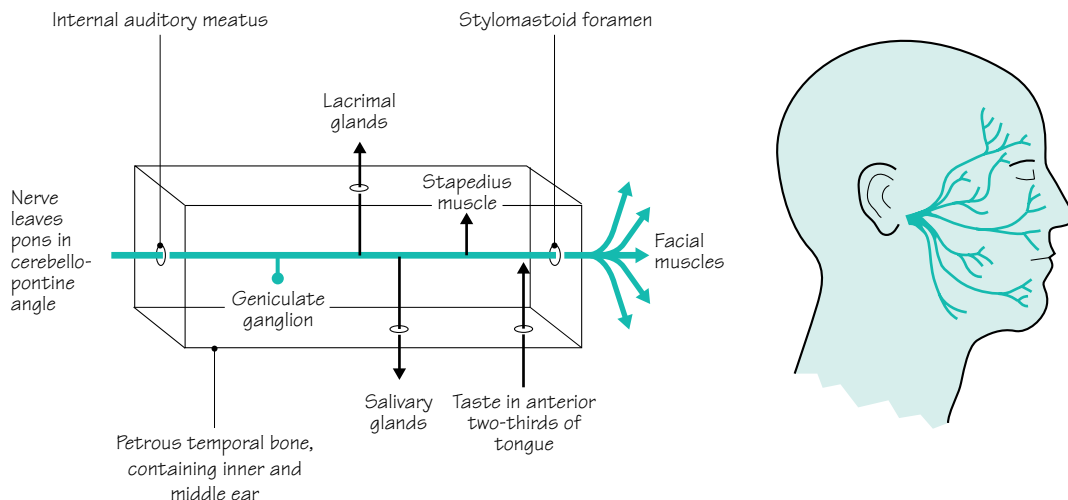 Internal auditory meatus
Stylomastoid foramen
Lacrimal
glands
Stapedius
muscle
Nerve
leaves
pons in
cerebello-
pontine
angle
Facial
muscles
Geniculate
ganglion
Salivary
glands
Taste in anterior
two-thirds of
tongue
Petrous temporal bone,
containing inner and
middle ear